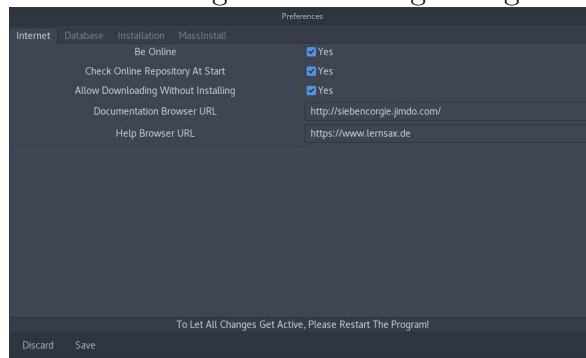 Preferences
Internet Database Installation MassInstall
Be Online Yes
Check Online Repository At Start Yes
Allow Downloading Without Installing Yes
Documentation Browser URL http://siebencorgie.jimdo.com/
Help Browser URL https://www.lernsax.de
To Let All Changes Get Active, Please Restart The Program!
Discard Save